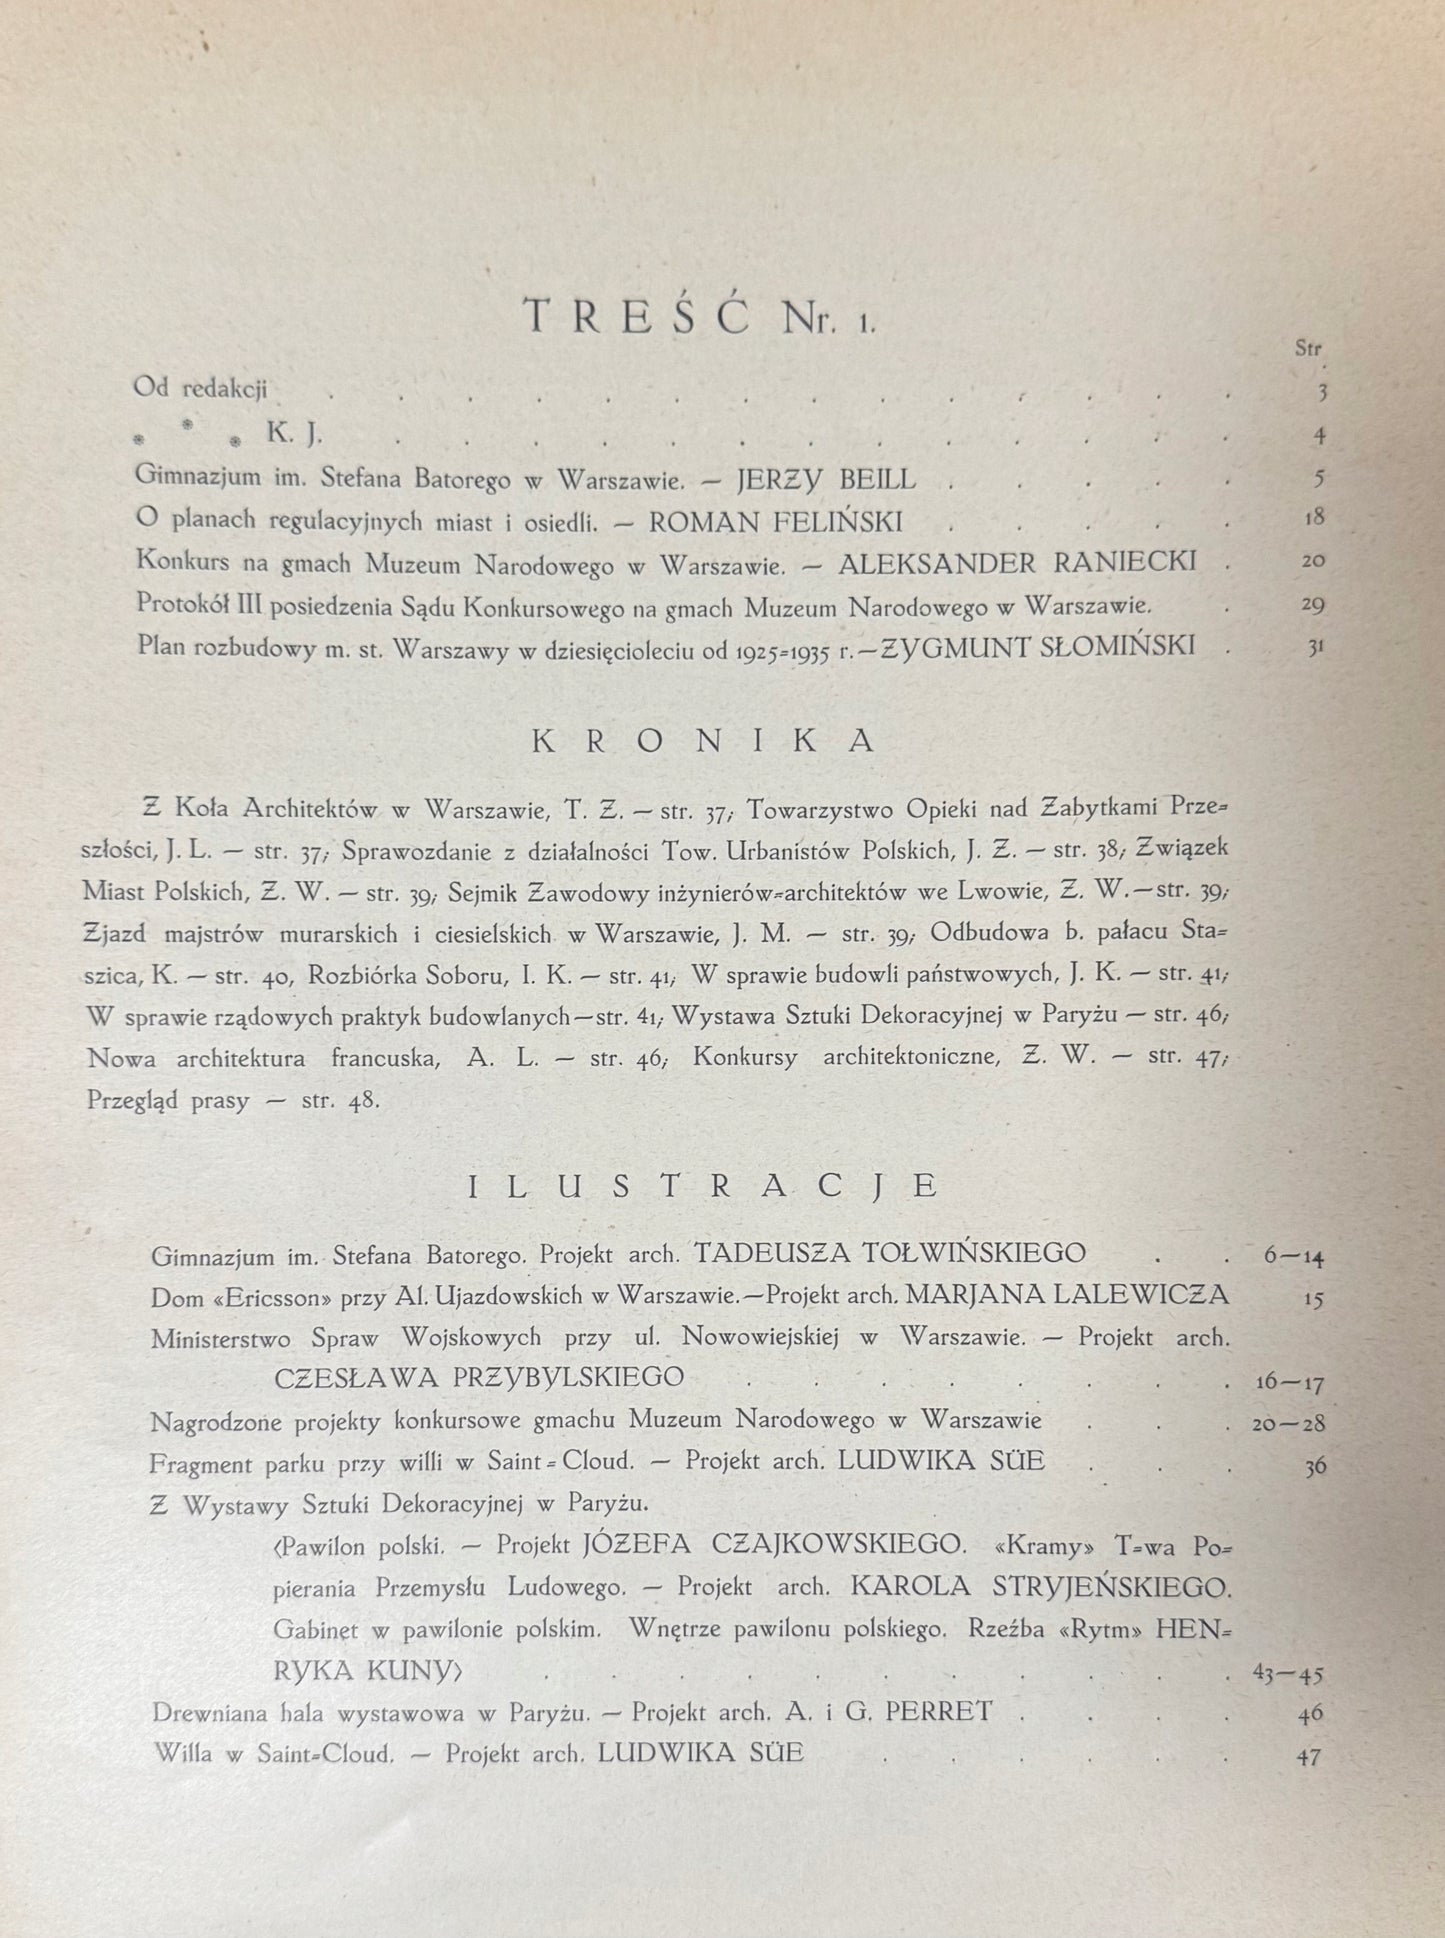 TREŚĆ Nr. 1.
Str.
Od redakcji . . . . . . . . . . . . . . 3
* * * K. J. . . . . . . . . . . . . . 4
Gimnazjum im. Stefana Batorego w Warszawie. — JERZY BEILL . . . . . 5
O planach regulacyjnych miast i osiedli. — ROMAN FELIŃSKI . . . . . 18
Konkurs na gmach Muzeum Narodowego w Warszawie. — ALEKSANDER RANIECKI . 20
Protokół III posiedzenia Sądu Konkursowego na gmach Muzeum Narodowego w Warszawie. . 29
Plan rozbudowy m. st. Warszawy w dziesięcioleciu od 1925-1935 r.—ZYGMUNT SŁOMIŃSKI . 31
KRONIKA
Z Koła Architektów w Warszawie, T. Z. — str. 37; Towarzystwo Opieki nad Zabytkami Prze-
szłości, J. L. — str. 37; Sprawozdanie z działalności Tow. Urbanistów Polskich, J. Z. — str. 38; Związek
Miast Polskich, Z. W. — str. 39; Sejmik Zawodowy inżynierów-architektów we Lwowie, Z. W.—str. 39;
Zjazd majstrów murarskich i ciesielskich w Warszawie, J. M. — str. 39; Odbudowa b. pałacu Sta-
szica, K. — str. 40, Rozbiórka Soboru, I. K. — str. 41; W sprawie budowli państwowych, J. K. — str. 41;
W sprawie rządowych praktyk budowlanych—str. 41; Wystawa Sztuki Dekoracyjnej w Paryżu — str. 46;
Nowa architektura francuska, A. L. — str. 46; Konkursy architektoniczne, Z. W. — str. 47;
Przegląd prasy — str. 48.
ILUSTRACJE
Gimnazjum im. Stefana Batorego. Projekt arch. TADEUSZA TOŁWIŃSKIEGO . . 6—14
Dom «Ericsson» przy Al. Ujazdowskich w Warszawie.—Projekt arch. MARJANA LALEWICZA 15
Ministerstwo Spraw Wojskowych przy ul. Nowowiejskiej w Warszawie. — Projekt arch.
CZESŁAWA PRZYBYLSKIEGO . . . . . . . . 16—17
Nagrodzone projekty konkursowe gmachu Muzeum Narodowego w Warszawie . . . 20—28
Fragment parku przy willi w Saint-Cloud. — Projekt arch. LUDWIKA SÜE . . . 36
Z Wystawy Sztuki Dekoracyjnej w Paryżu.
(Pawilon polski. — Projekt JÓZEFA CZAJKOWSKIEGO. «Kramy» T-wa Po-
pierania Przemysłu Ludowego. — Projekt arch. KAROLA STRYJEŃSKIEGO.
Gabinet w pawilonie polskim. Wnętrze pawilonu polskiego. Rzeźba «Rytm» HEN-
RYKA KUNY) . . . . . . . . . . . 43—45
Drewniana hala wystawowa w Paryżu. — Projekt arch. A. i G. PERRET . . . . 46
Willa w Saint-Cloud. — Projekt arch. LUDWIKA SÜE . . . . . . 47